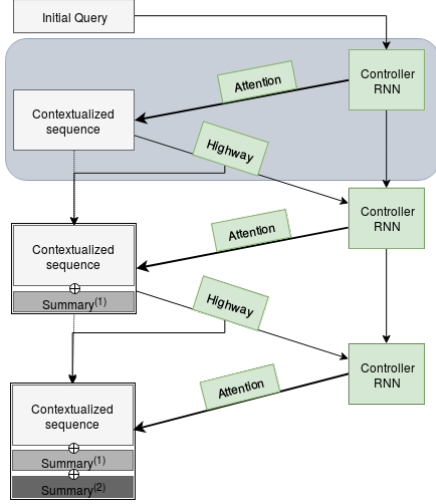 Initial Query
Attention
Controller
RNN
Contextualized
sequence
Highway
Controller
RNN
Attention
Contextualized
sequence
⊕
Summary(1)
Highway
Controller
RNN
Attention
Contextualized
sequence
⊕
Summary(1)
⊕
Summary(2)